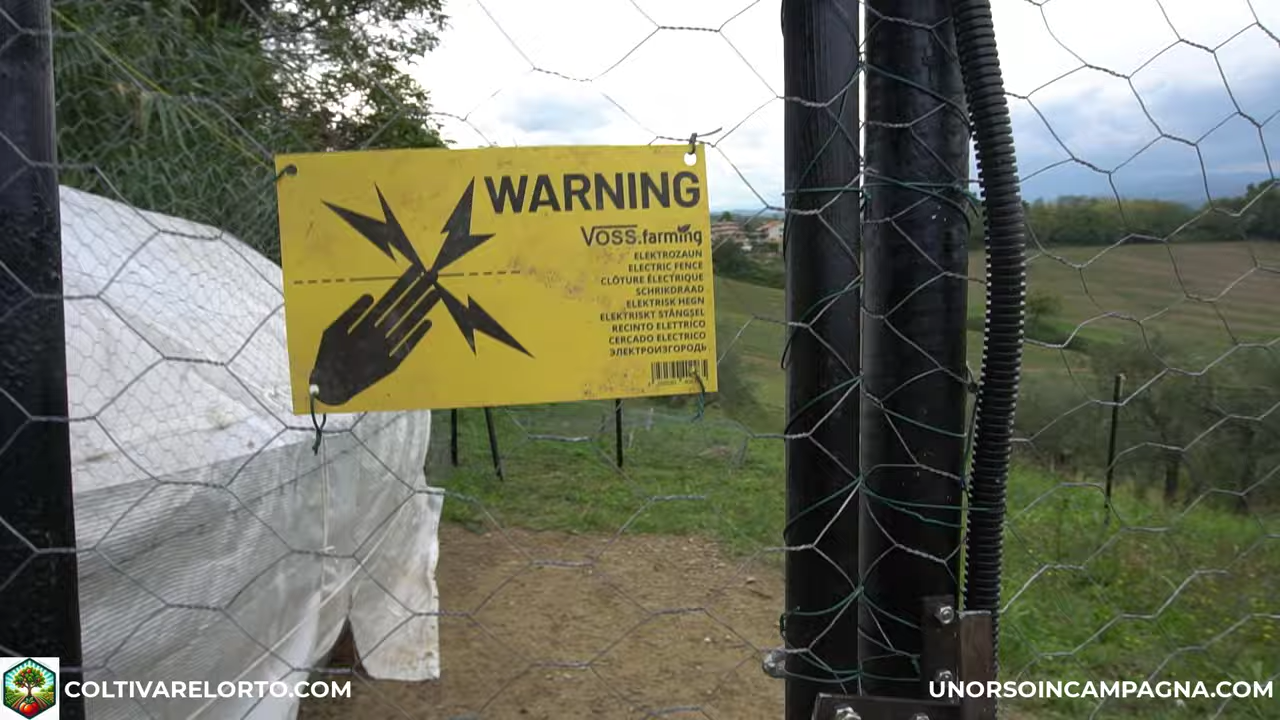 WARNING
VOSS.farming
ELEKTROZAUN
ELECTRIC FENCE
CLÔTURE ÉLECTRIQUE
SCHRIKDRAAD
ELEKTRISK HEGN
ELEKTRISKT STÄNGSEL
RECINTO ELETTRICO
CERCADO ELECTRICO
ЭЛЕКТРОИЗГОРОДЬ
COLTIVARELORTO.COM
UNORSOINCAMPAGNA.COM